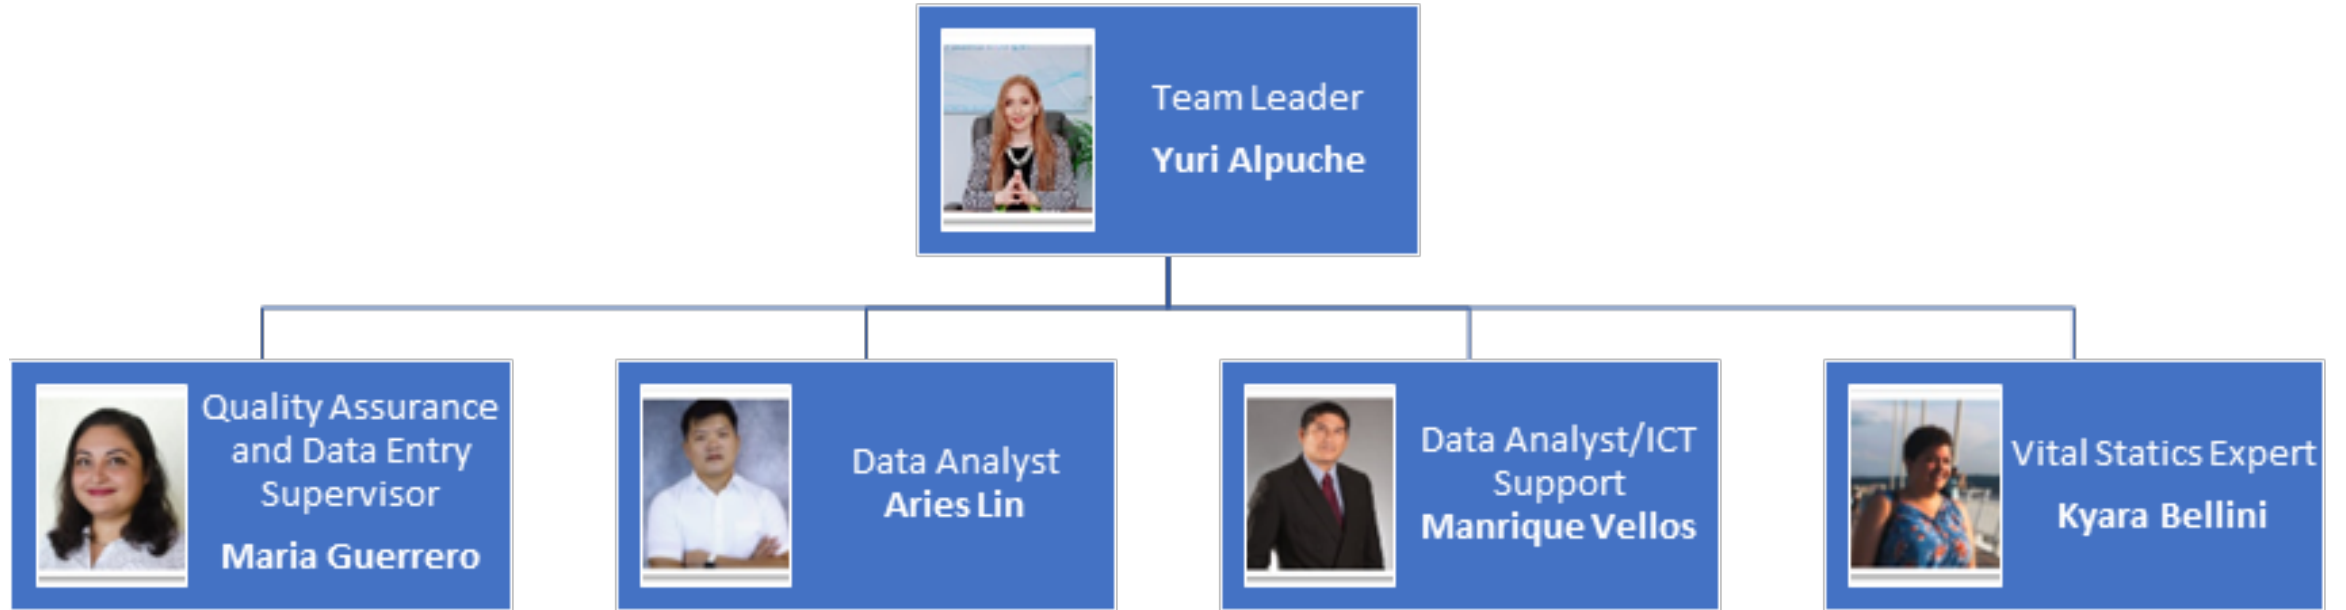 Team Leader
Yuri Alpuche
Quality Assurance
and Data Entry
Supervisor
Maria Guerrero
Data Analyst
Aries Lin
Data Analyst/ICT
Support
Manrique Vellos
Vital Statics Expert
Kyara Bellini